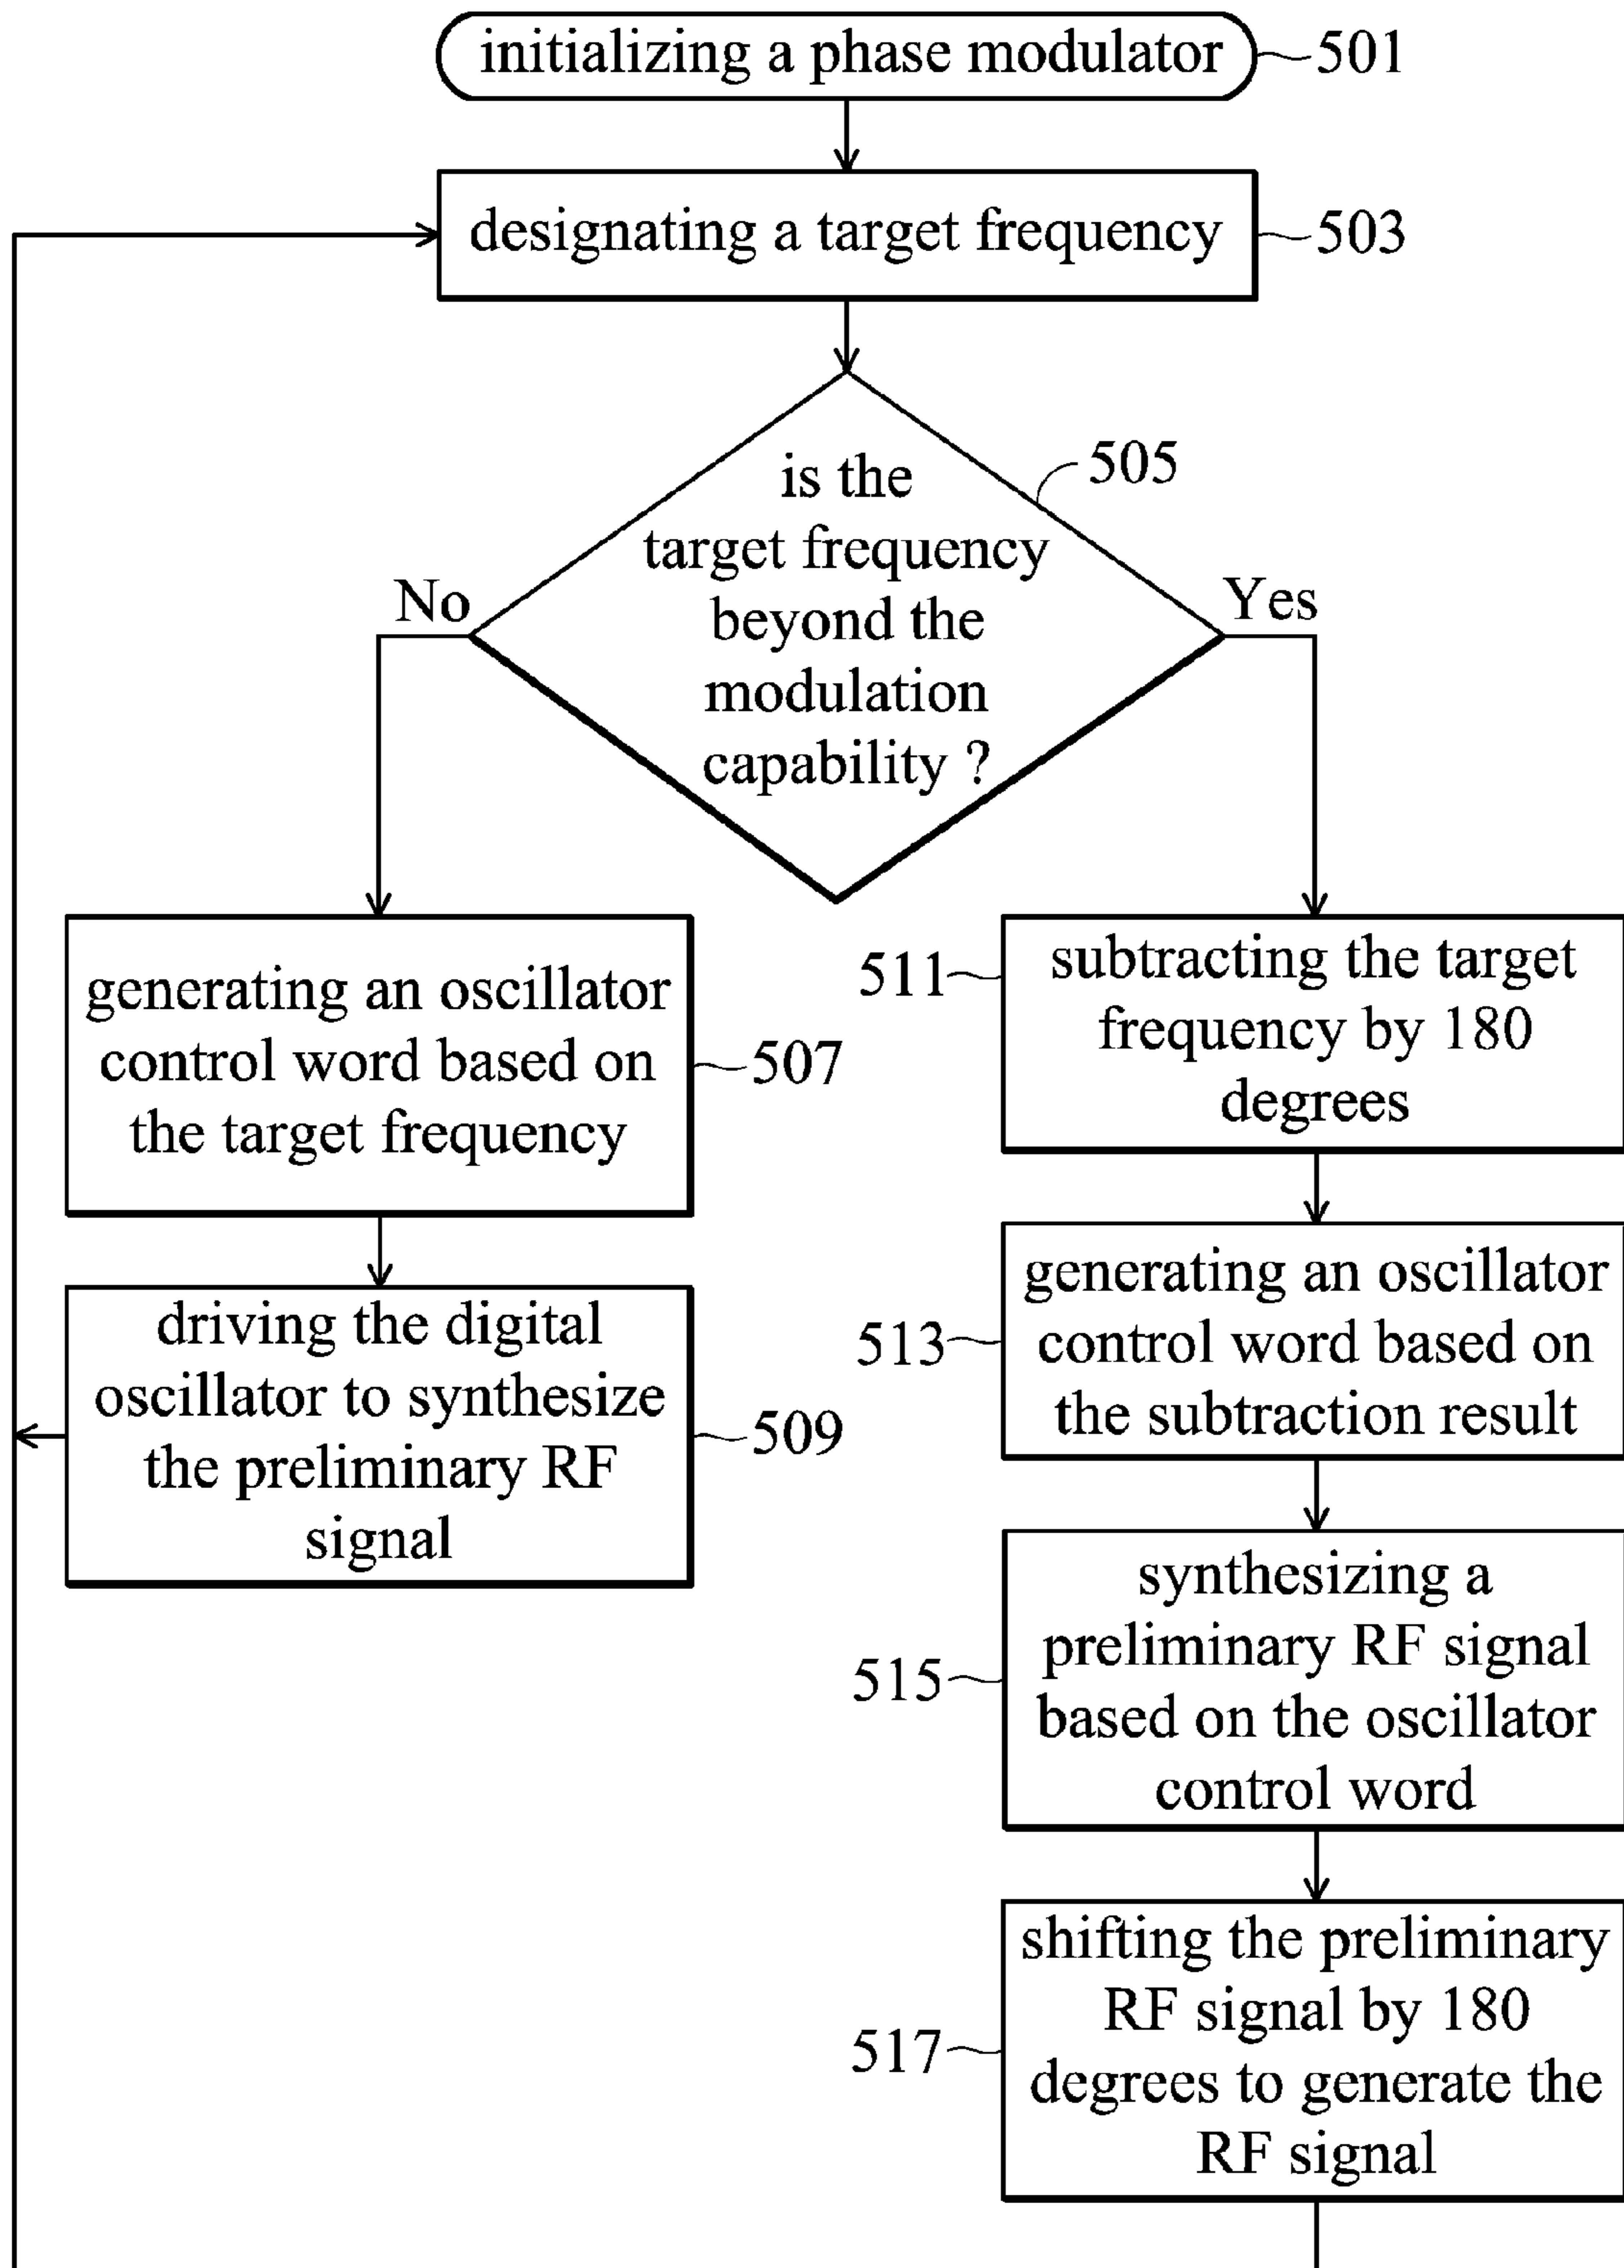 initializing a phase modulator
501
designating a target frequency
503
is the
target frequency
beyond the
modulation
capability ?
505
No
Yes
generating an oscillator
control word based on
the target frequency
507
driving the digital
oscillator to synthesize
the preliminary RF
signal
509
511
subtracting the target
frequency by 180
degrees
513
generating an oscillator
control word based on
the subtraction result
515
synthesizing a
preliminary RF signal
based on the oscillator
control word
517
shifting the preliminary
RF signal by 180
degrees to generate the
RF signal